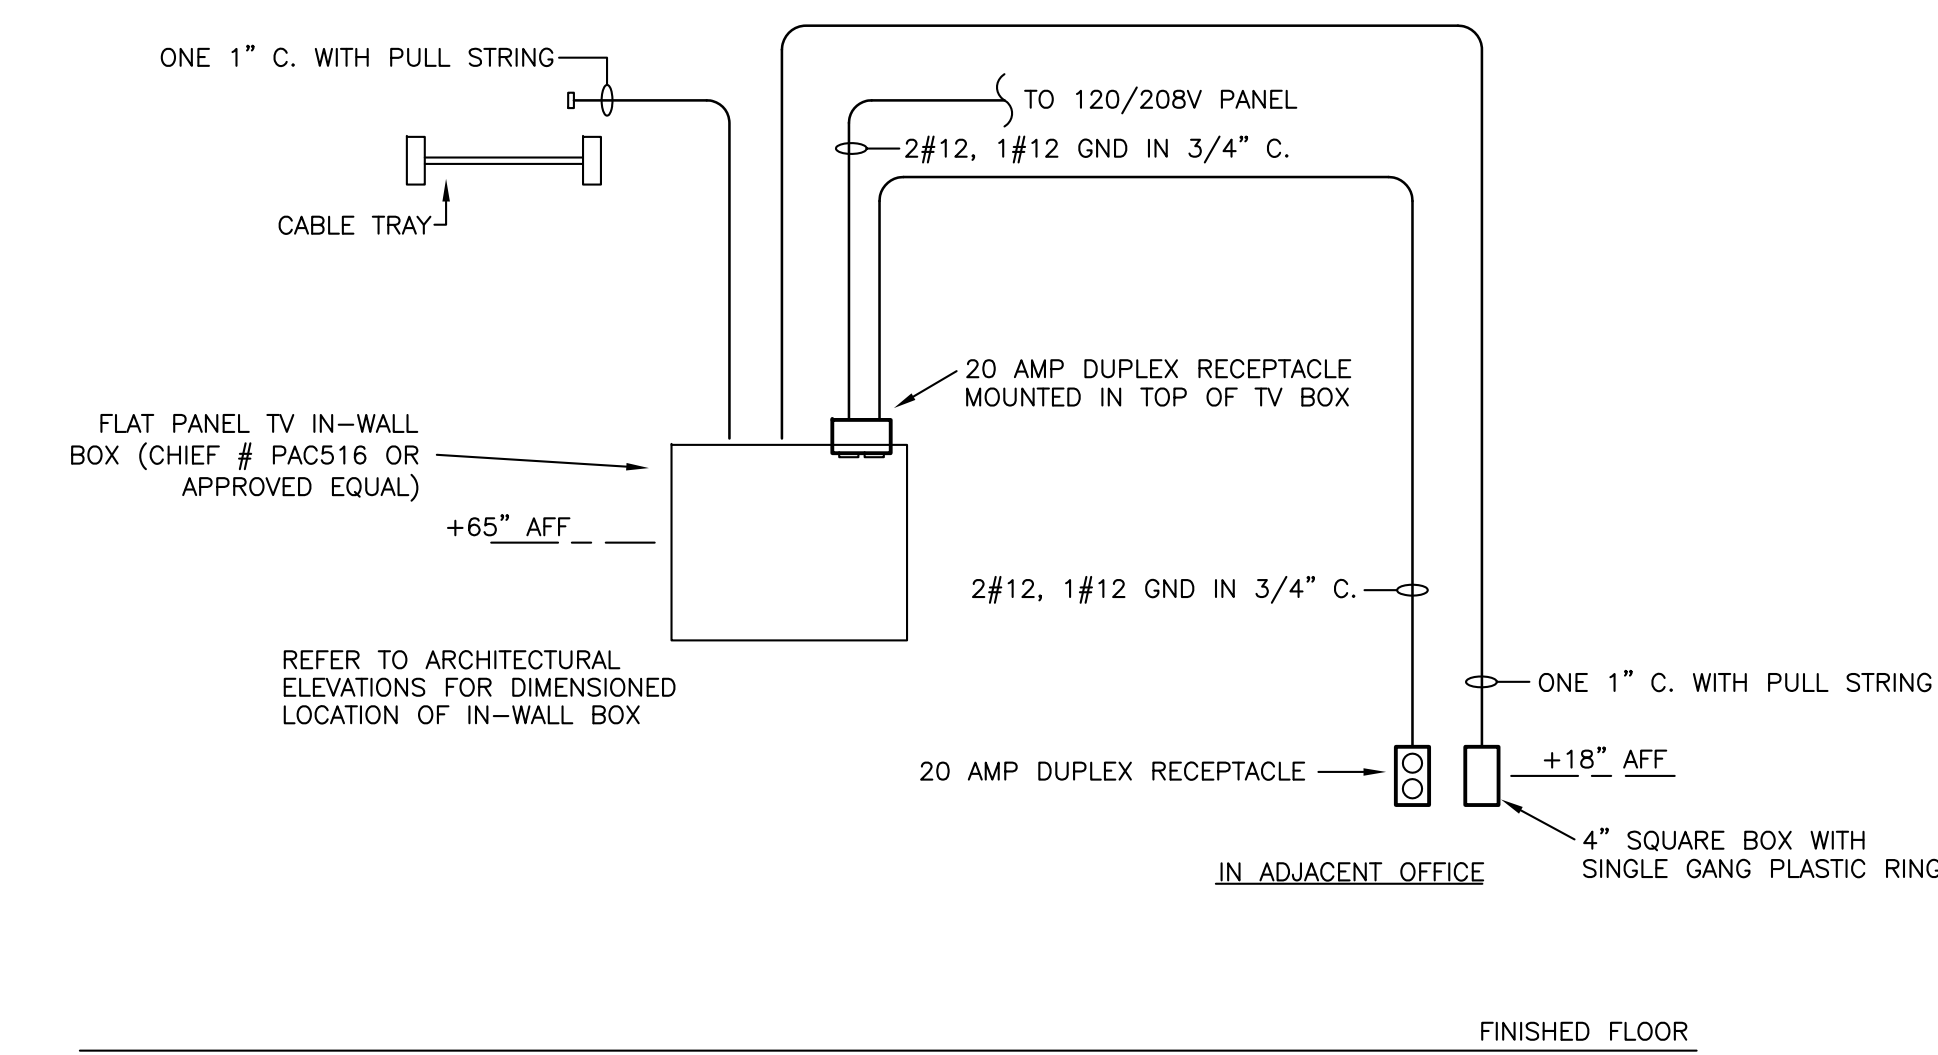 ONE 1” C. WITH PULL STRING
TO 120/208V PANEL
2#12, 1#12 GND IN 3/4” C.
CABLE TRAY
20 AMP DUPLEX RECEPTACLE
MOUNTED IN TOP OF TV BOX
FLAT PANEL TV IN-WALL
BOX (CHIEF # PAC516 OR
APPROVED EQUAL)
+65” AFF
2#12, 1#12 GND IN 3/4” C.
REFER TO ARCHITECTURAL
ELEVATIONS FOR DIMENSIONED
LOCATION OF IN-WALL BOX
ONE 1” C. WITH PULL STRING
20 AMP DUPLEX RECEPTACLE
+18” AFF
4” SQUARE BOX WITH
SINGLE GANG PLASTIC RING
IN ADJACENT OFFICE
FINISHED FLOOR